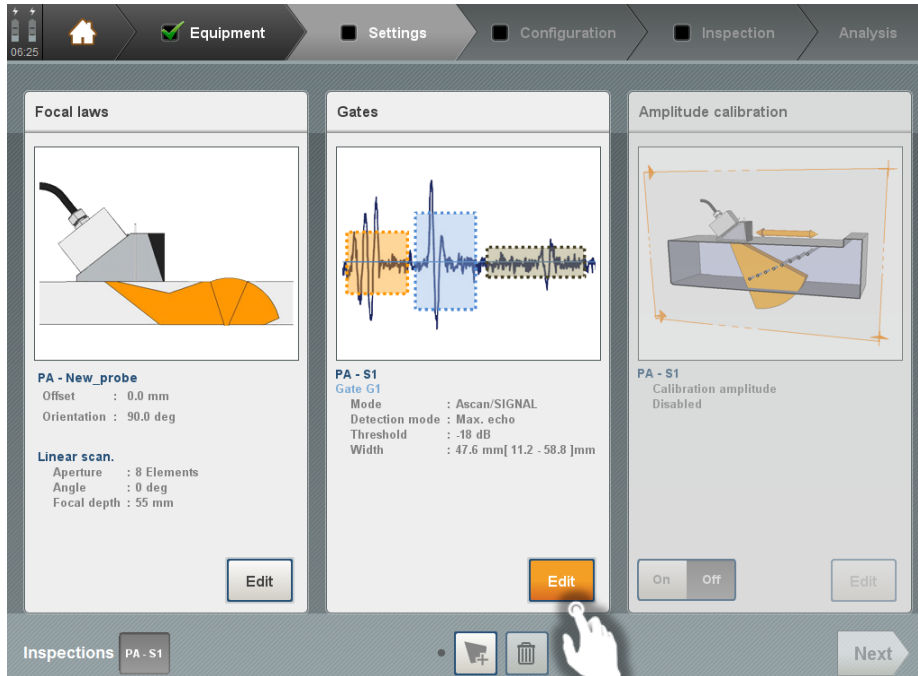 06:25
Equipment
Settings
Configuration
Inspection
Analysis
Focal laws
PA - New_probe
Offset : 0.0 mm
Orientation : 90.0 deg
Linear scan.
Aperture : 8 Elements
Angle : 0 deg
Focal depth : 55 mm
Edit
Gates
PA - S1
Gate G1
Mode : Ascan/SIGNAL
Detection mode : Max. echo
Threshold : -18 dB
Width : 47.6 mm[ 11.2 - 58.8 ]mm
Edit
Amplitude calibration
PA - S1
Calibration amplitude
Disabled
On Off
Edit
Inspections PA - S1
Next